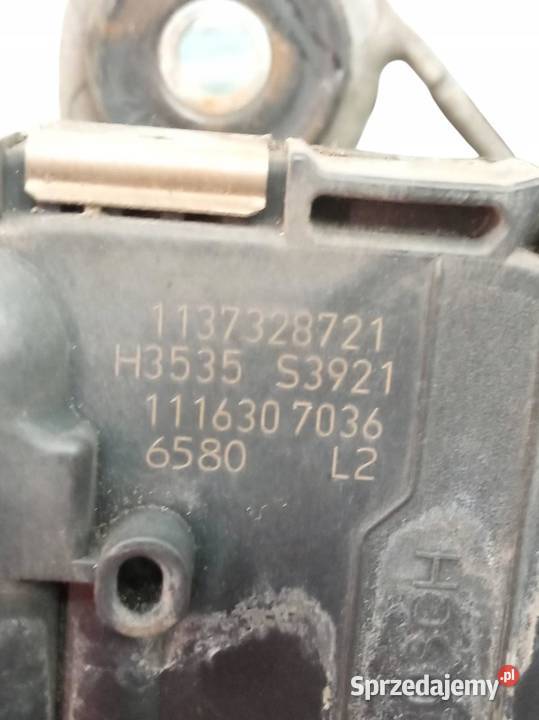 1137328721
H3535 S3921
1116307036
6580 L2
BOSCH
Sprzedajemy.pl